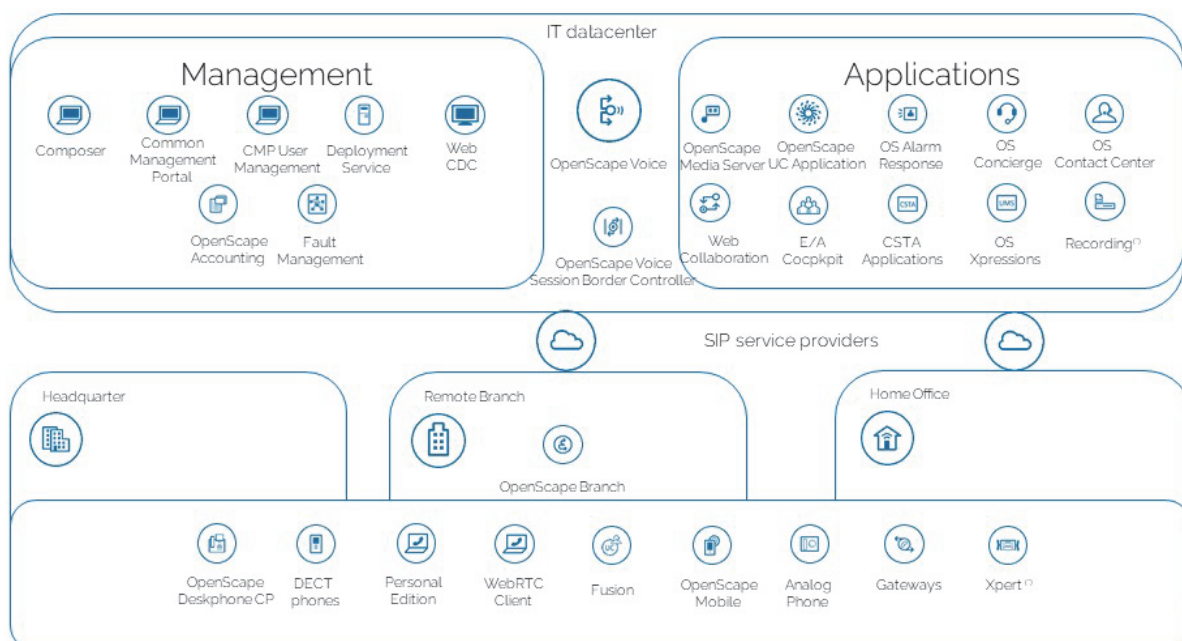 IT datacenter
Management
Applications
Composer
Common
Management
Portal
CMP User
Management
Deployment
Service
Web
CDC
OpenScape
Accounting
Fault
Management
OpenScape Voice
OpenScape Voice
Session Border Controller
OpenScape
Media Server
OpenScape
UC Application
OS Alarm
Response
OS
Concierge
OS
Contact Center
Web
Collaboration
E/A
Cocpkpit
CSTA
CSTA
Applications
UMS
OS
Xpressions
Recording(*)
SIP service providers
Headquarter
Remote Branch
OpenScape Branch
Home Office
OpenScape
Deskphone CP
DECT
phones
Personal
Edition
WebRTC
Client
UC
Fusion
OpenScape
Mobile
Analog
Phone
Gateways
Xpert(*)